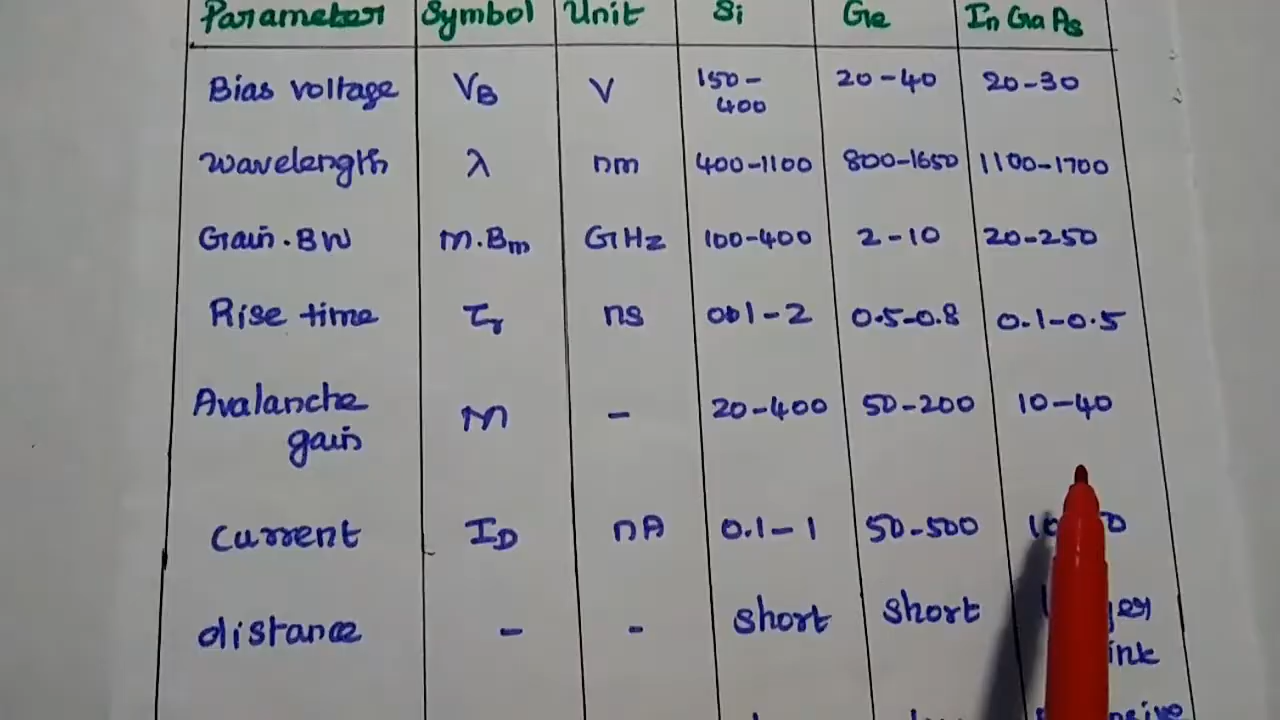 Parameter Symbol Unit Si Ge InGaAs
Bias voltage VB V 150-400 20-40 20-30
Wavelength λ nm 400-1100 800-1650 1100-1700
Gain.BW m.Bm GHz 100-400 2-10 20-250
Rise time τr ns 0.1-2 0.5-0.8 0.1-0.5
Avalanche gain M - 20-400 50-200 10-40
Current ID nA 0.1-1 50-500
distance - - short short